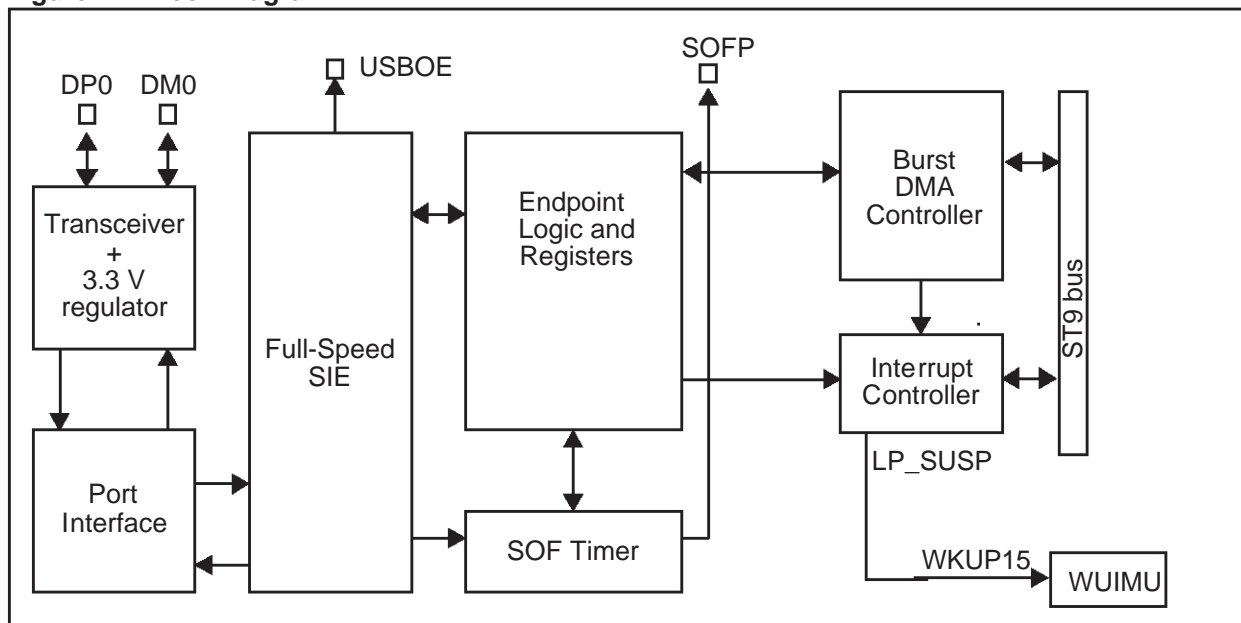 SOFP
USBOE
DP0 DM0
Transceiver
+
3.3 V
regulator
Full-Speed
SIE
Endpoint
Logic and
Registers
Burst
DMA
Controller
ST9 bus
Interrupt
Controller
LP_SUSP
Port
Interface
SOF Timer
WKUP15
WUIMU